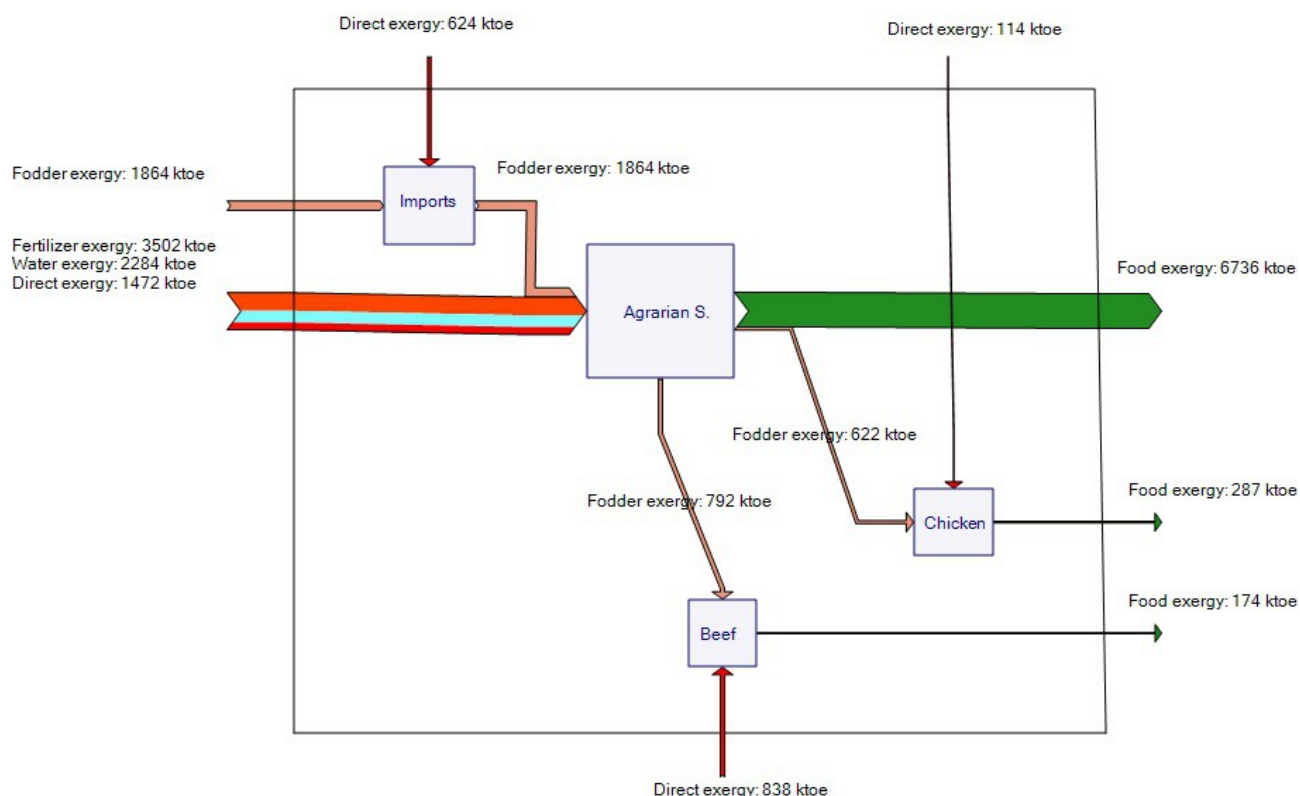 Direct exergy: 624 ktoe
Direct exergy: 114 ktoe
Fodder exergy: 1864 ktoe
Fodder exergy: 1864 ktoe
Imports
Fertilizer exergy: 3502 ktoe
Water exergy: 2284 ktoe
Direct exergy: 1472 ktoe
Food exergy: 6736 ktoe
Agrarian S.
Fodder exergy: 622 ktoe
Fodder exergy: 792 ktoe
Food exergy: 287 ktoe
Chicken
Food exergy: 174 ktoe
Beef
Direct exergy: 838 ktoe